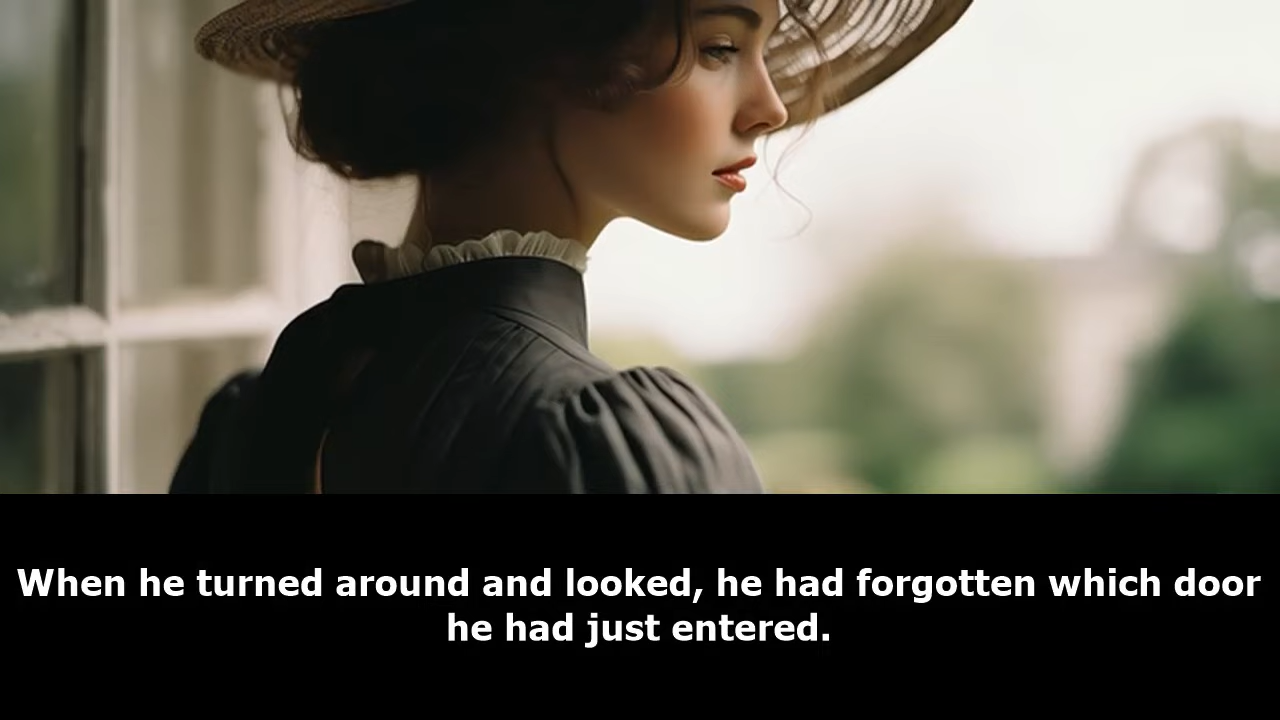 When he turned around and looked, he had forgotten which door
he had just entered.